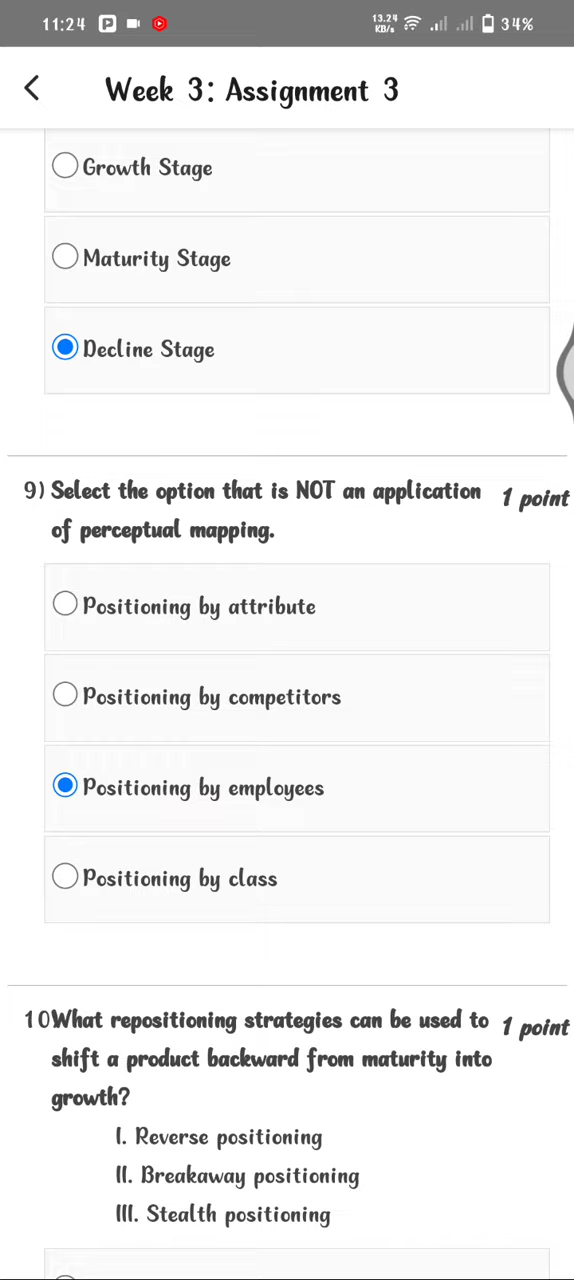 11:24 P 13.24 KB/s 34%
Week 3: Assignment 3
Growth Stage
Maturity Stage
Decline Stage
9) Select the option that is NOT an application 1 point
of perceptual mapping.
Positioning by attribute
Positioning by competitors
Positioning by employees
Positioning by class
10What repositioning strategies can be used to 1 point
shift a product backward from maturity into
growth?
I. Reverse positioning
II. Breakaway positioning
III. Stealth positioning